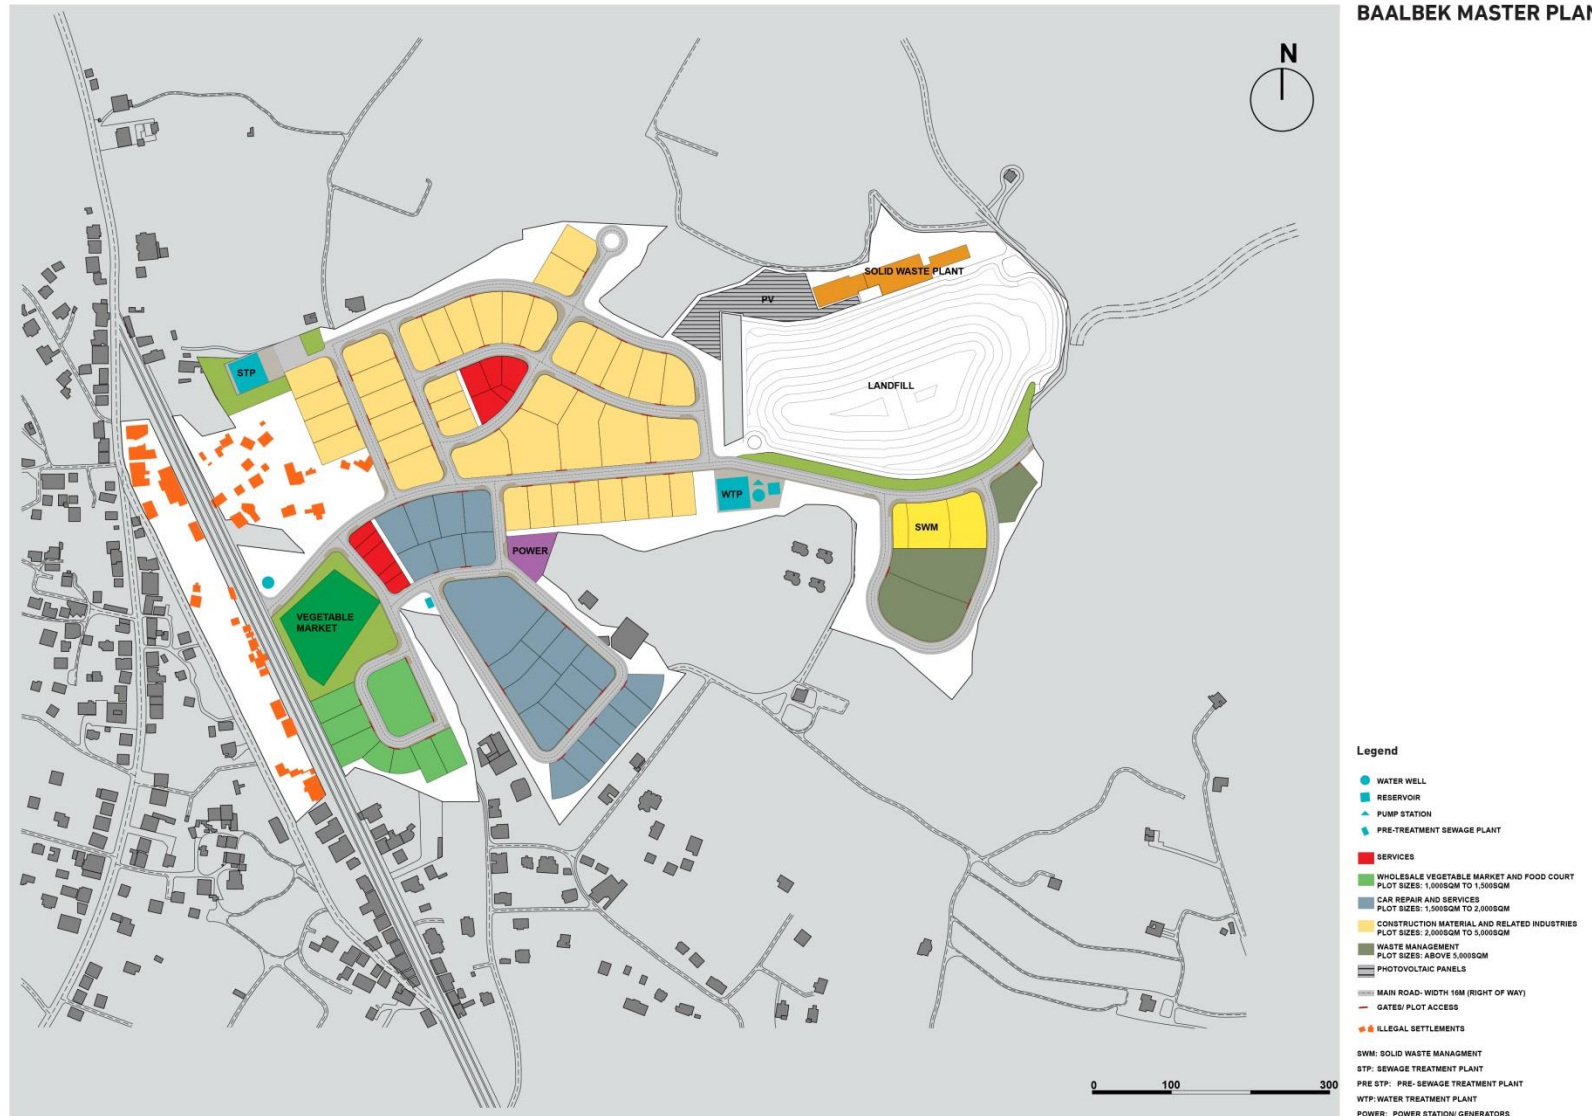 BAALBEK MASTER PLAN
N
SOLID WASTE PLANT
PV
STP
LANDFILL
WTP
SWM
POWER
VEGETABLE
MARKET
Legend
WATER WELL
RESERVOIR
PUMP STATION
PRE-TREATMENT SEWAGE PLANT
SERVICES
WHOLESALE VEGETABLE MARKET AND FOOD COURT
PLOT SIZES: 1,000SQM TO 1,500SQM
CAR REPAIR AND SERVICES
PLOT SIZES: 1,500SQM TO 2,000SQM
CONSTRUCTION MATERIAL AND RELATED INDUSTRIES
PLOT SIZES: 2,000SQM TO 5,000SQM
WASTE MANAGEMENT
PLOT SIZES: ABOVE 5,000SQM
PHOTOVOLTAIC PANELS
MAIN ROAD- WIDTH 16M (RIGHT OF WAY)
GATES/ PLOT ACCESS
ILLEGAL SETTLEMENTS
SWM: SOLID WASTE MANAGMENT
STP: SEWAGE TREATMENT PLANT
PRE STP: PRE- SEWAGE TREATMENT PLANT
WTP: WATER TREATMENT PLANT
POWER: POWER STATION/ GENERATORS
0 100 300